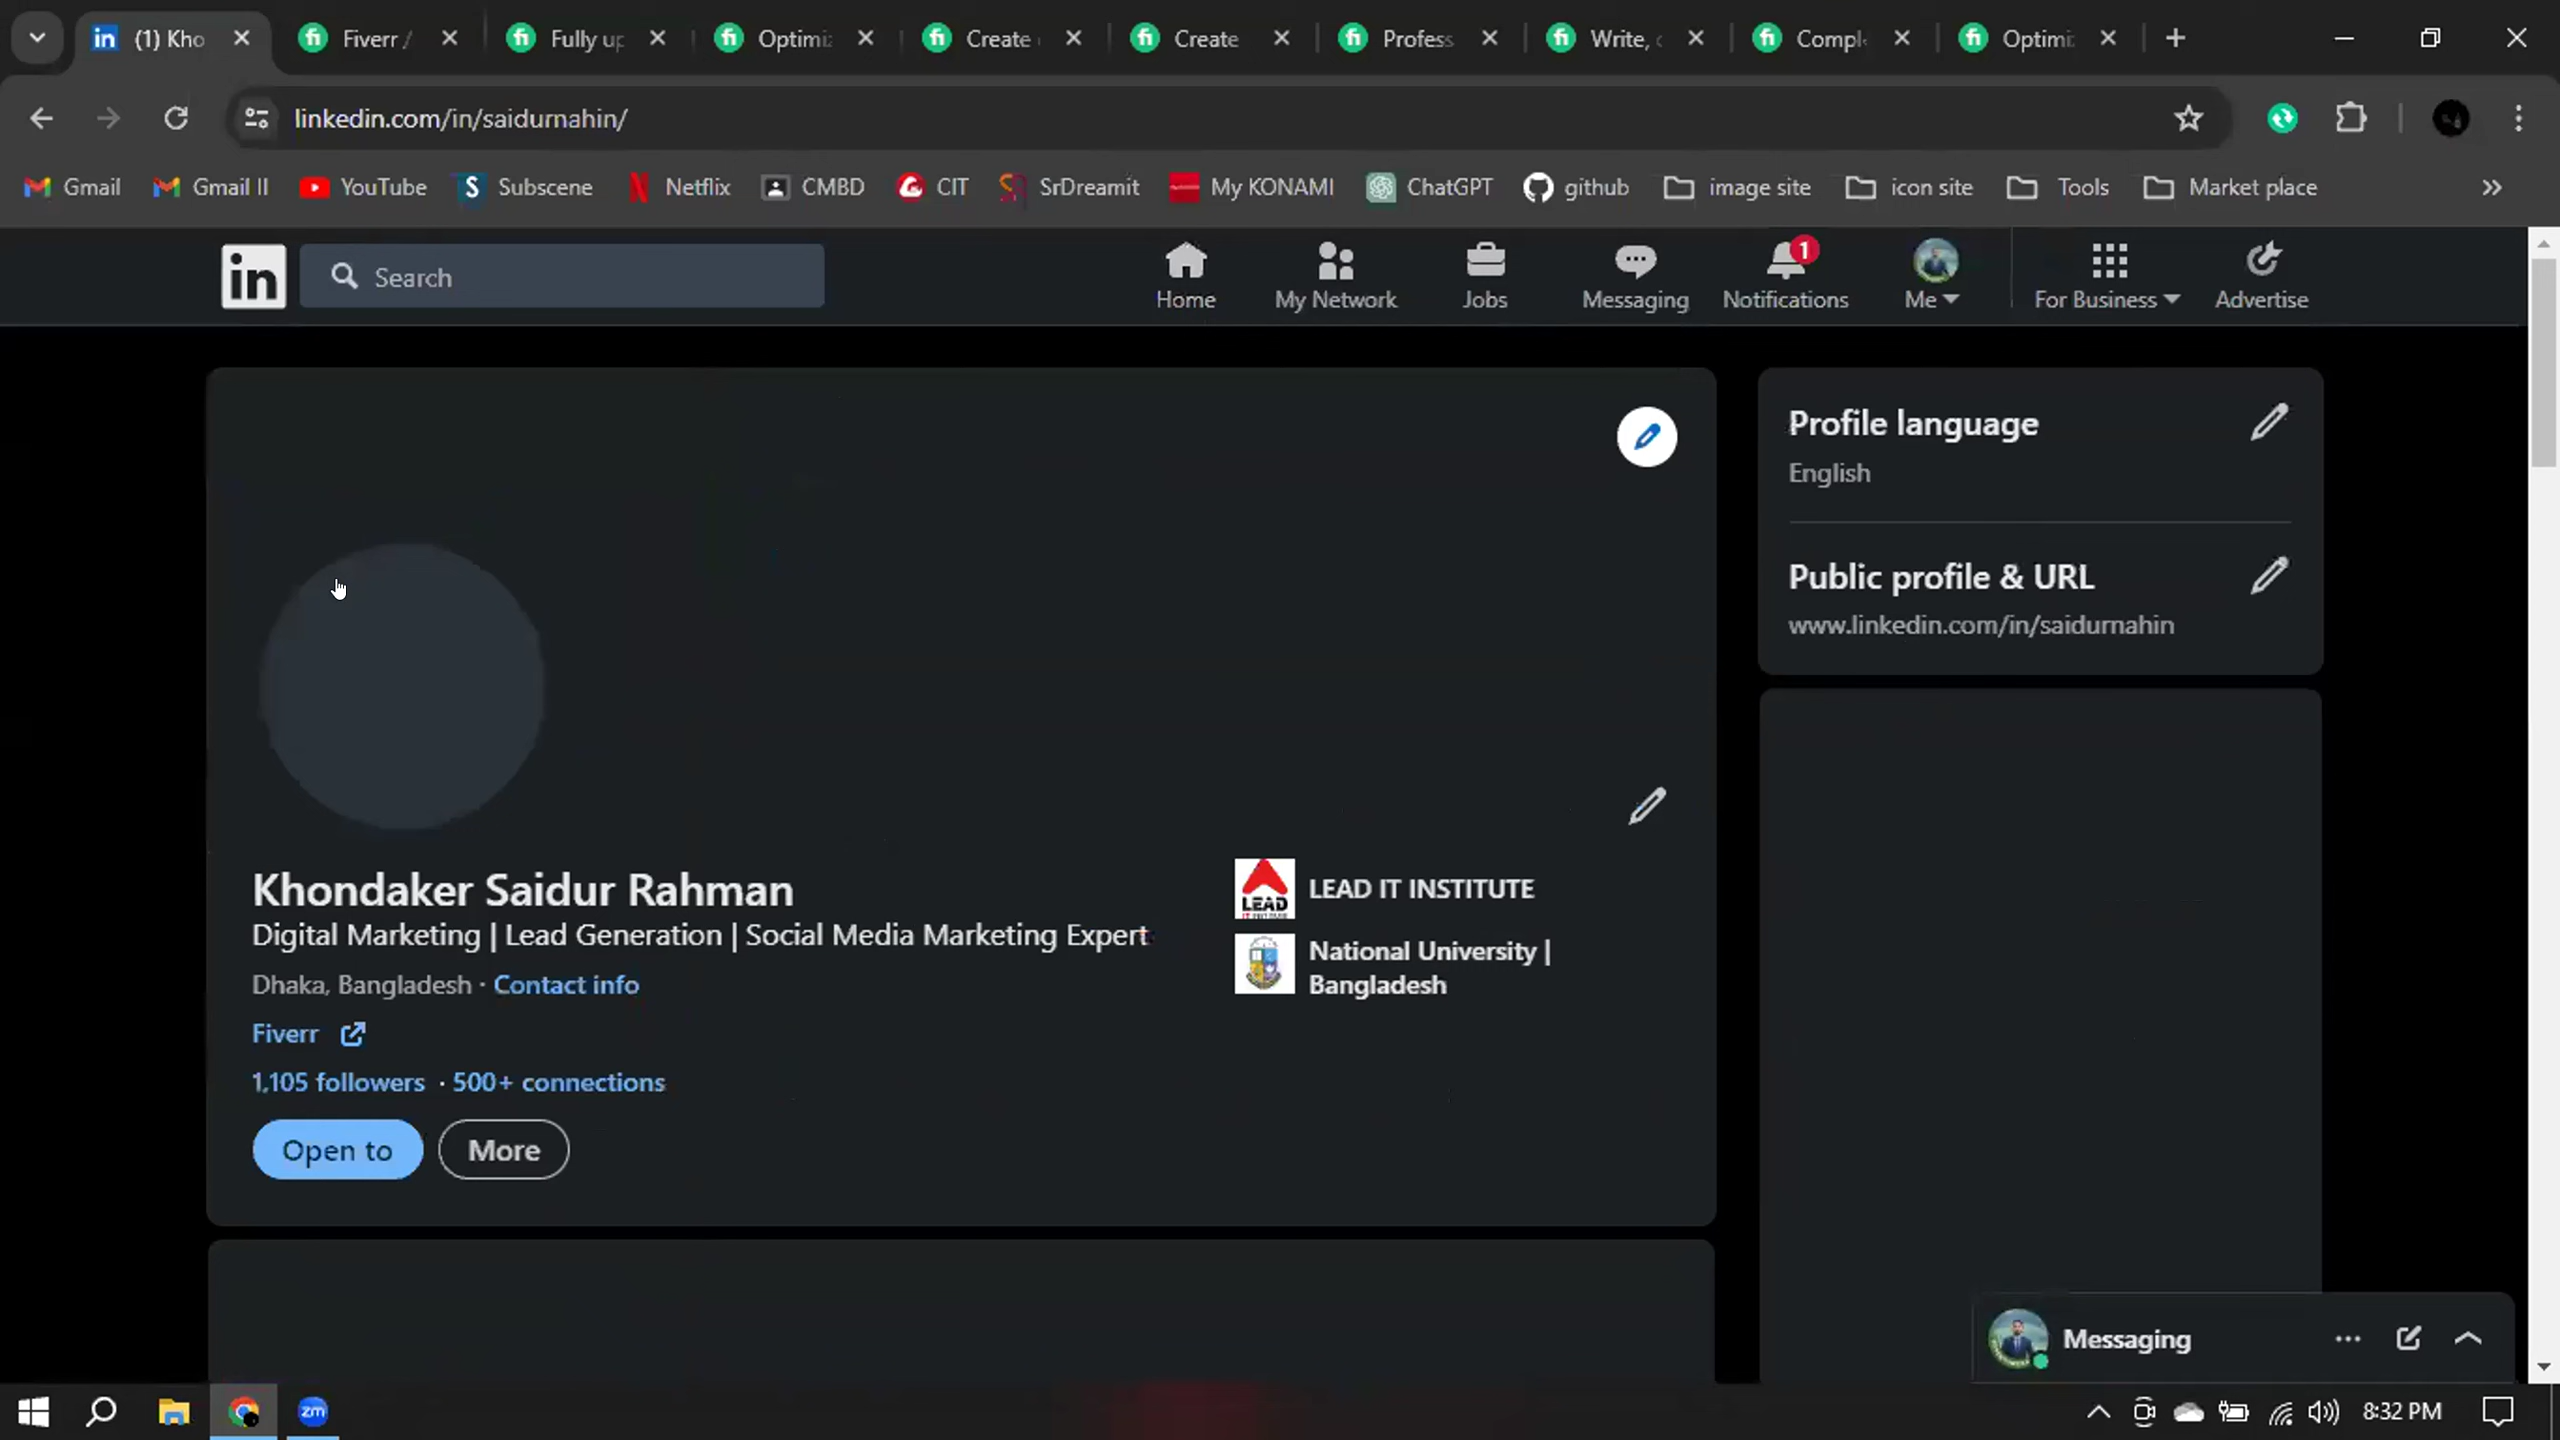 (1) Kho
Fiverr /
Fully up
Optimiz
Create
Create
Profess
Write, c
Compl
Optimiz
linkedin.com/in/saidurnahin/
Gmail
Gmail II
YouTube
Subscene
Netflix
CMBD
CIT
SrDreamit
My KONAMI
ChatGPT
github
image site
icon site
Tools
Market place
in
Search
Home
My Network
Jobs
Messaging
1
Notifications
Me
For Business
Advertise
Profile language
English
Public profile & URL
www.linkedin.com/in/saidurnahin
Khondaker Saidur Rahman
Digital Marketing | Lead Generation | Social Media Marketing Expert
Dhaka, Bangladesh · Contact info
Fiverr
1,105 followers · 500+ connections
Open to
More
LEAD
LEAD IT INSTITUTE
National University |
Bangladesh
Messaging
zm
8:32 PM